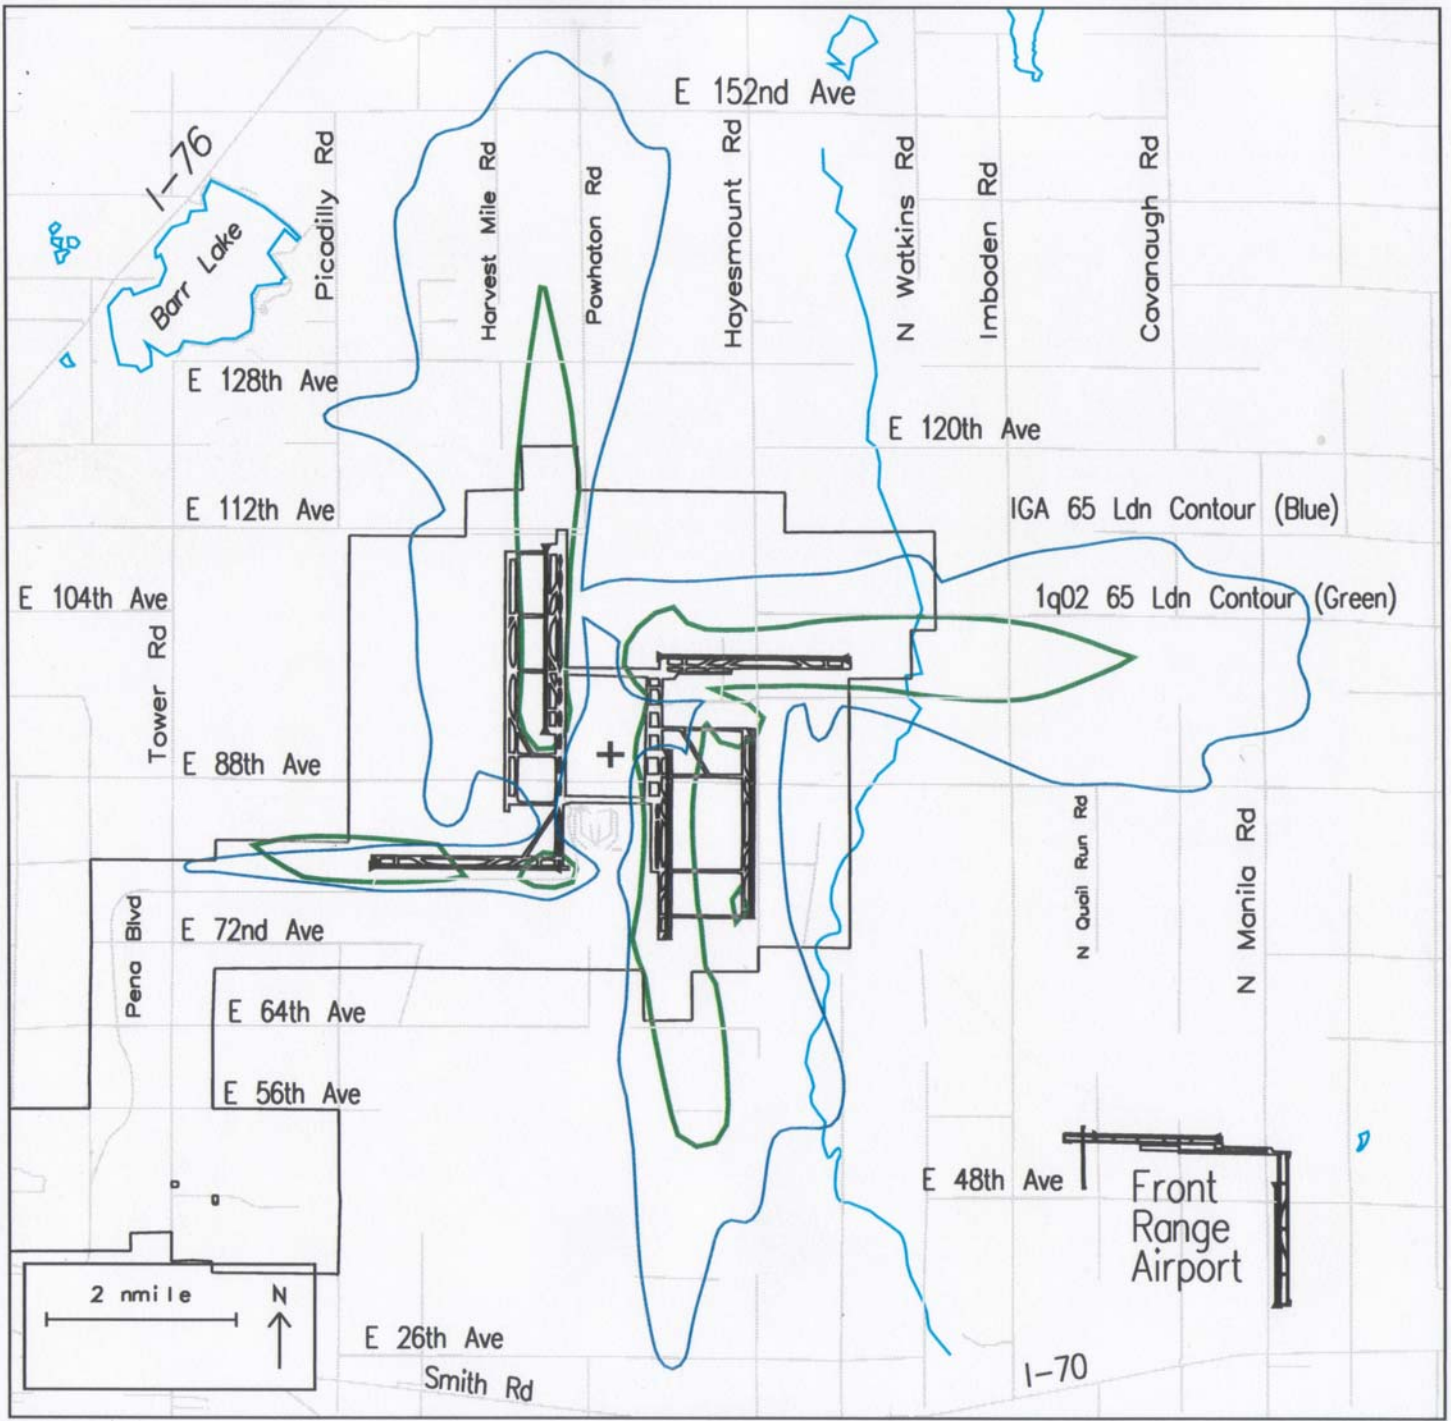 E 152nd Ave
I-76
Picadilly Rd
Harvest Mile Rd
Powhaton Rd
Hayesmount Rd
N Watkins Rd
Imboden Rd
Cavanaugh Rd
Barr Lake
E 128th Ave
E 120th Ave
E 112th Ave
IGA 65 Ldn Contour (Blue)
E 104th Ave
1q02 65 Ldn Contour (Green)
Tower Rd
E 88th Ave
N Quail Run Rd
N Manila Rd
Pena Blvd
E 72nd Ave
E 64th Ave
E 56th Ave
E 48th Ave
Front
Range
Airport
2 nmile
N
E 26th Ave
Smith Rd
I-70